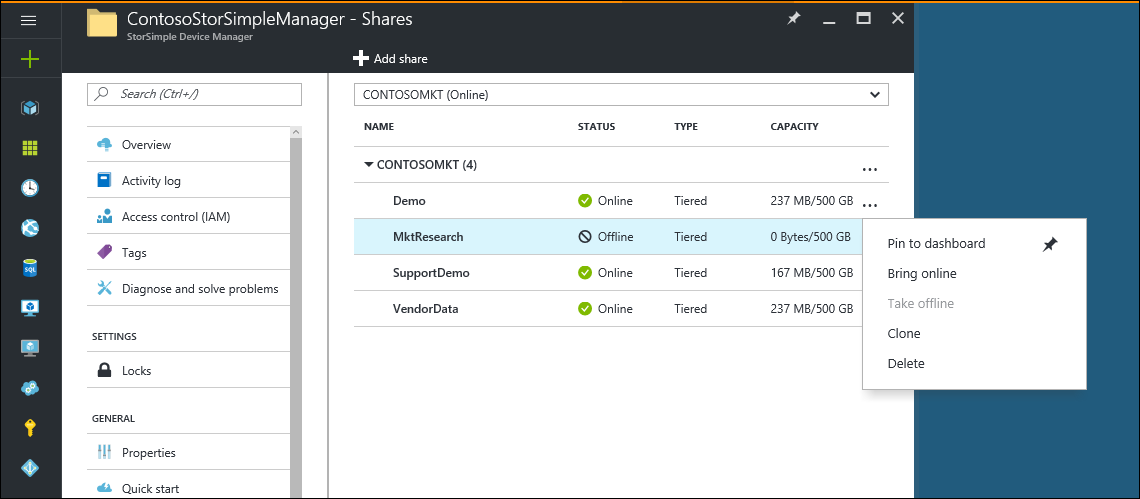 ContosoStorSimpleManager - Shares
StorSimple Device Manager
Add share
Search (Ctrl+/)
Overview
Activity log
Access control (IAM)
Tags
Diagnose and solve problems
SETTINGS
Locks
GENERAL
Properties
Quick start
CONTOSOMKT (Online)
NAME STATUS TYPE CAPACITY
CONTOSOMKT (4) ...
Demo Online Tiered 237 MB/500 GB ...
MktResearch Offline Tiered 0 Bytes/500 GB
SupportDemo Online Tiered 167 MB/500 GB
VendorData Online Tiered 237 MB/500 GB
Pin to dashboard
Bring online
Take offline
Clone
Delete
SQL